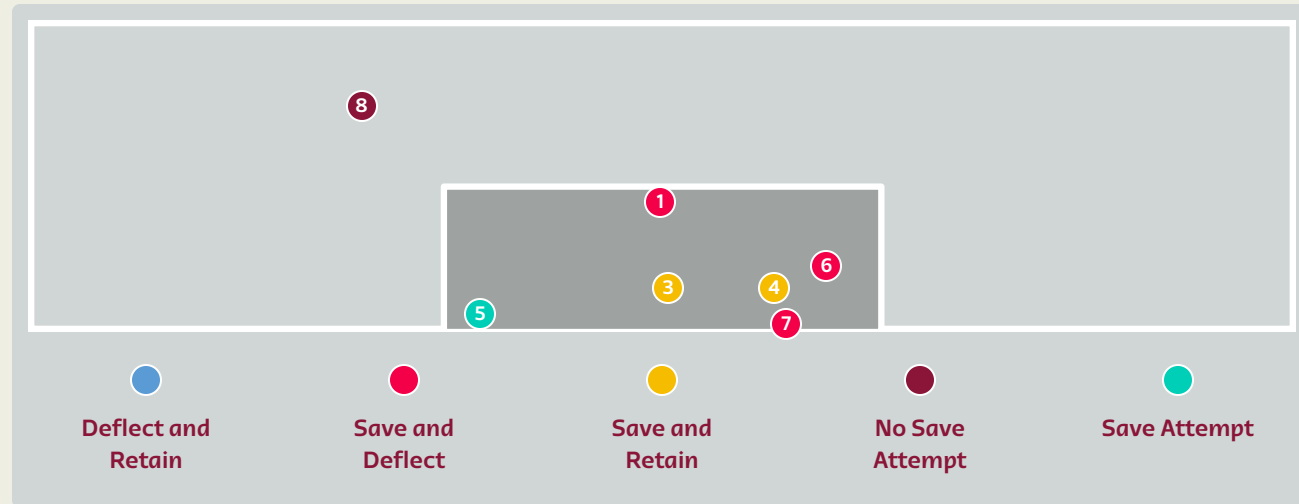 8
1
6
3
4
5
7
Deflect and
Retain
Save and
Deflect
Save and
Retain
No Save
Attempt
Save Attempt